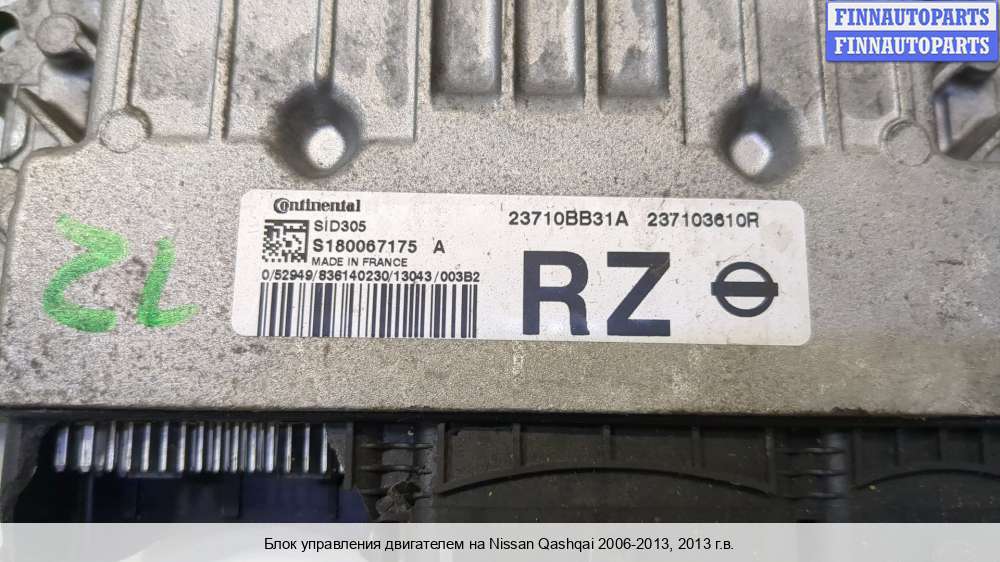 FINNAUTOPARTS
FINNAUTOPARTS
Continental
SID305
S180067175 A
MADE IN FRANCE
0/52949/836140230/13043/003B2
23710BB31A 237103610R
RZ
12
Блок управления двигателем на Nissan Qashqai 2006-2013, 2013 г.в.